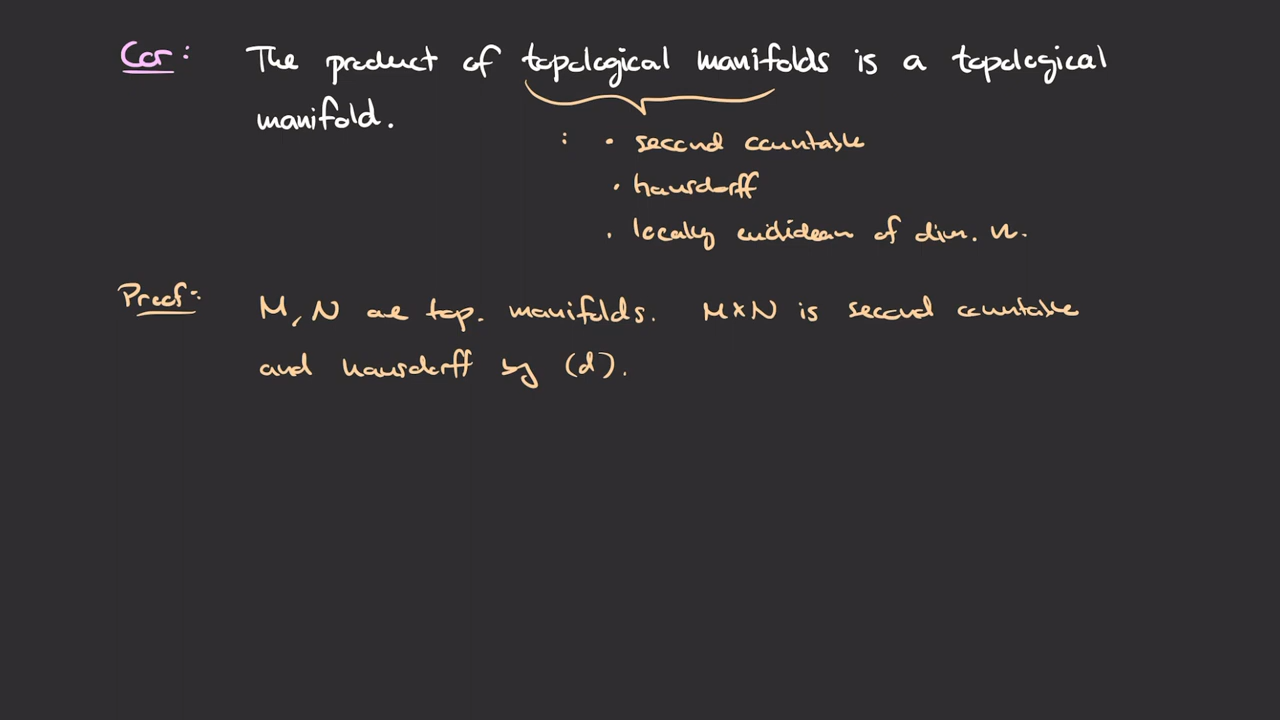 Cor: The product of topological manifolds is a topological
manifold.
: • second countable
• hausdorff
• locally euclidean of dim. n.
Proof: M, N are top. manifolds. M×N is second countable
and hausdorff by (d).